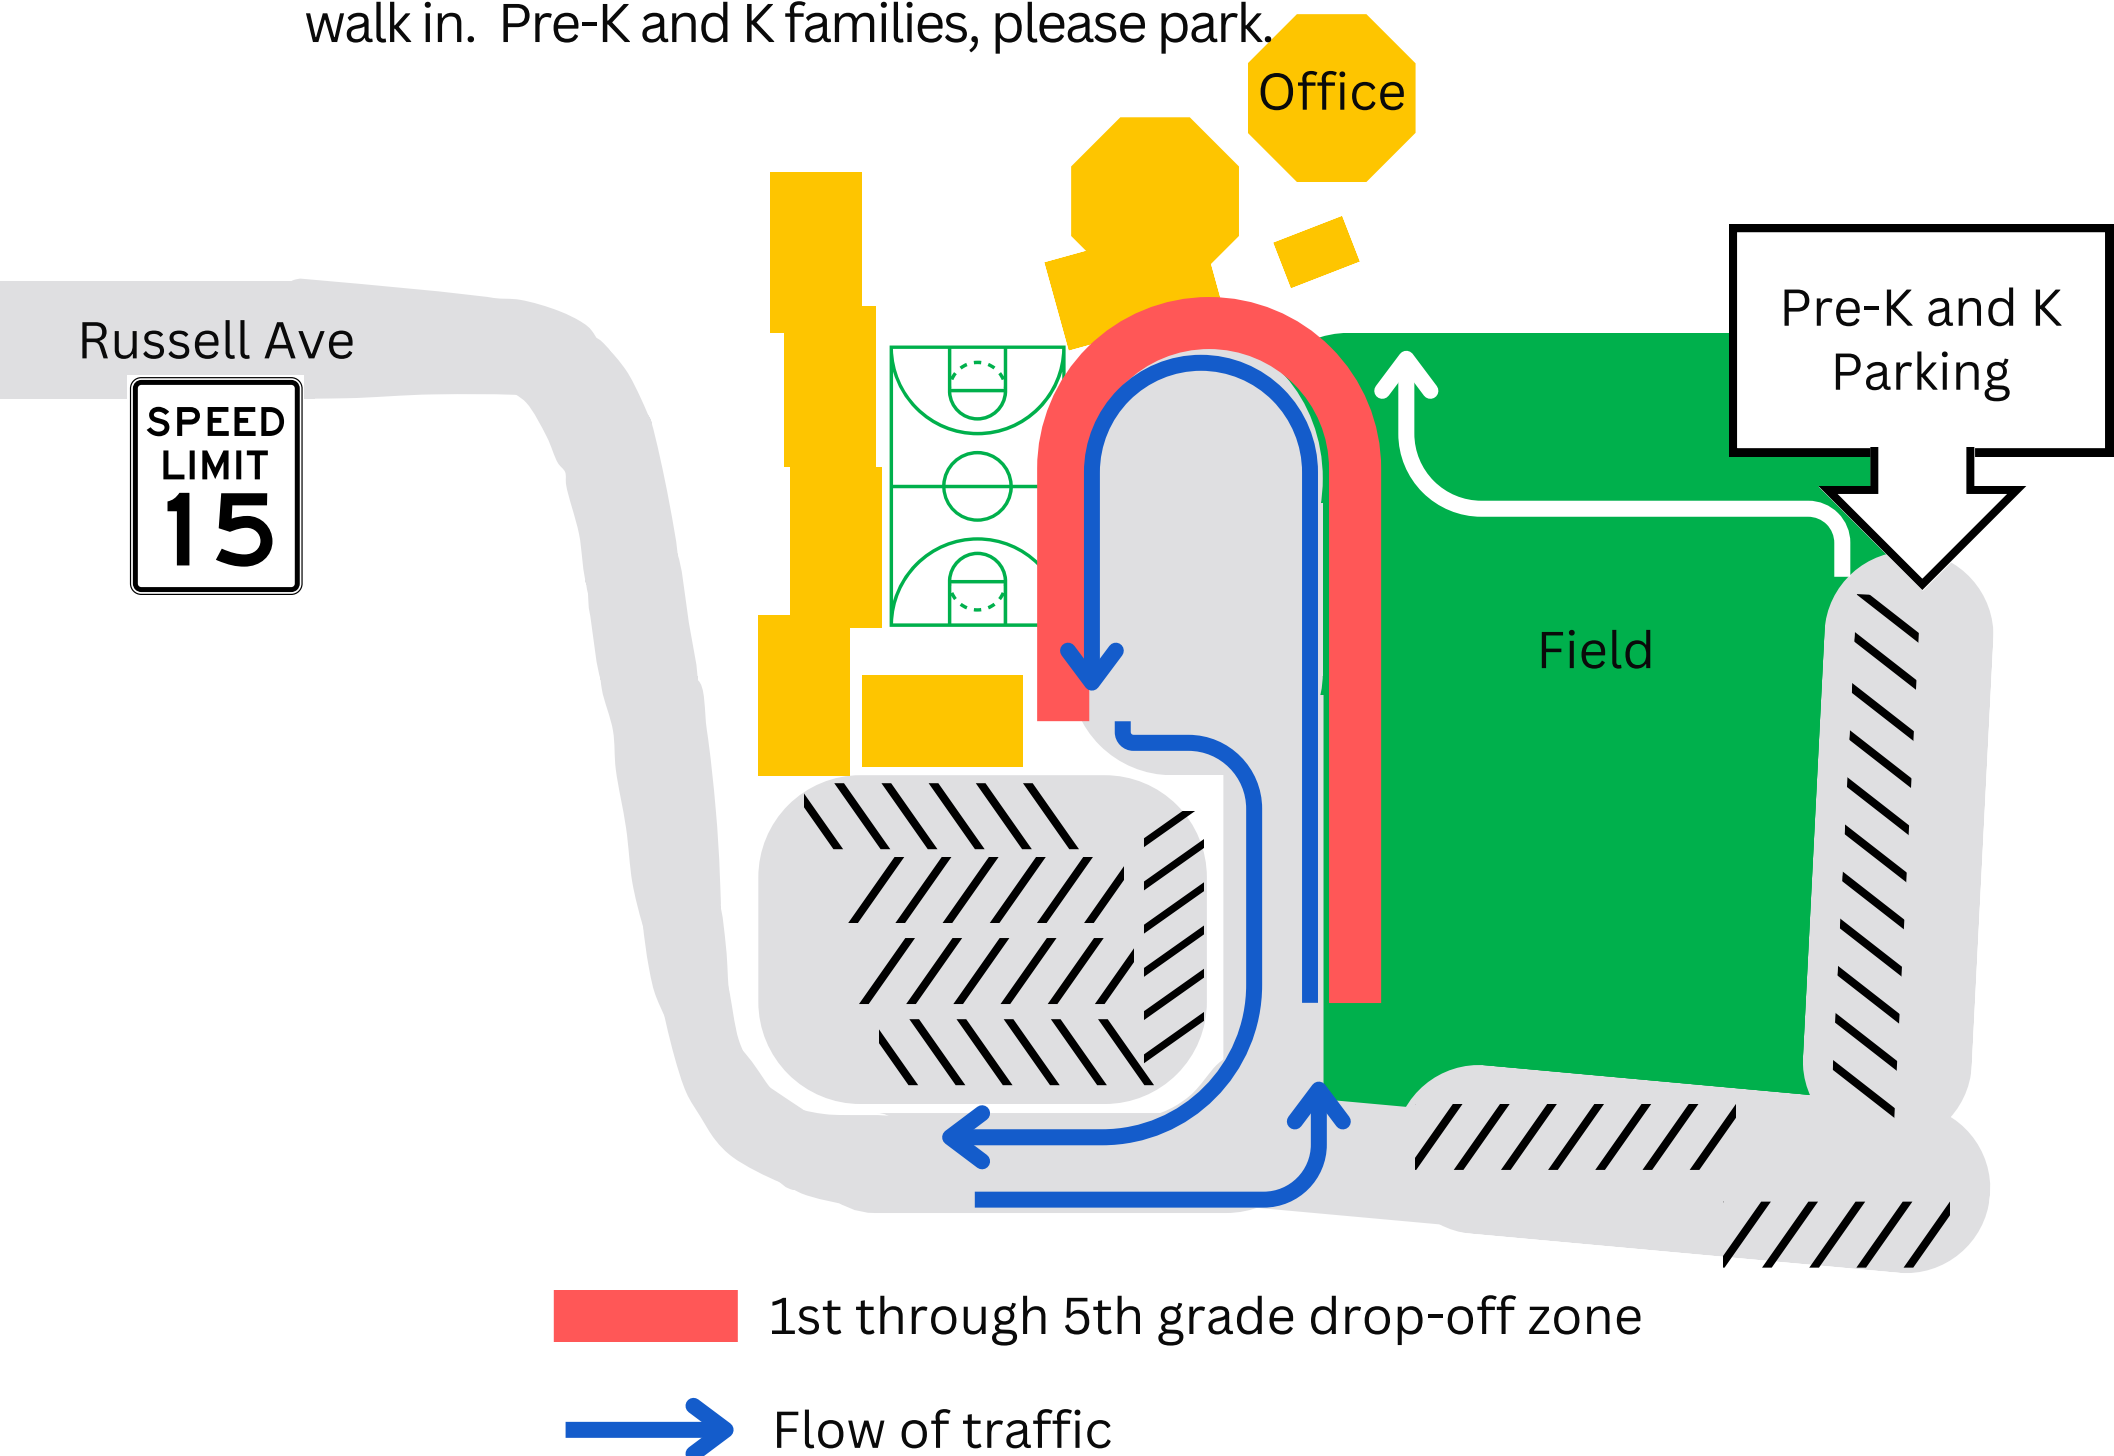 walk in.  Pre-K and K families, please park.
Office
Pre-K and K
Parking
Russell Ave
SPEED
LIMIT
15
Field
1st through 5th grade drop-off zone
Flow of traffic